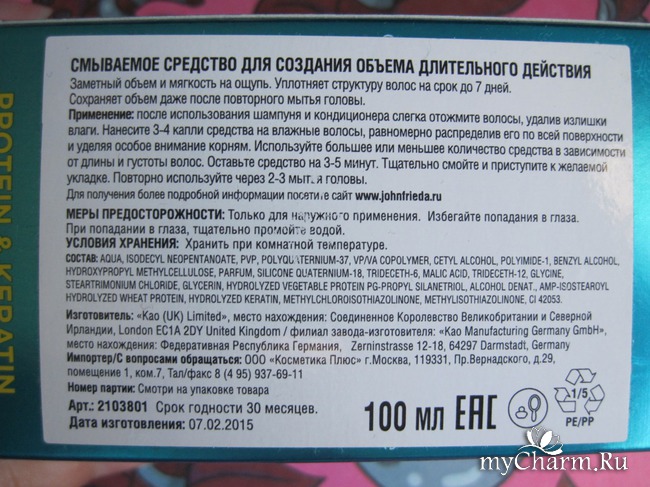 PROTEIN & KERATIN
СМЫВАЕМОЕ СРЕДСТВО ДЛЯ СОЗДАНИЯ ОБЪЕМА ДЛИТЕЛЬНОГО ДЕЙСТВИЯ
Заметный объем и мягкость на ощупь. Уплотняет структуру волос на срок до 7 дней.
Сохраняет объем даже после повторного мытья головы.
Применение: после использования шампуня и кондиционера слегка отожмите волосы, удалив излишки
влаги. Нанесите 3-4 капли средства на влажные волосы, равномерно распределив его по всей поверхности
и уделяя особое внимание корням. Используйте большее или меньшее количество средства в зависимости
от длины и густоты волос. Оставьте средство на 3-5 минут. Тщательно смойте и приступите к желаемой
укладке. Повторно используйте через 2-3 мытья головы.
Для получения более подробной информации посетите сайт www.johnfrieda.ru
МЕРЫ ПРЕДОСТОРОЖНОСТИ: Только для наружного применения. Избегайте попадания в глаза.
При попадании в глаза, тщательно промойте водой.
УСЛОВИЯ ХРАНЕНИЯ: Хранить при комнатной температуре.
СОСТАВ: AQUA, ISODECYL NEOPENTANOATE, PVP, POLYQUATERNIUM-37, VP/VA COPOLYMER, CETYL ALCOHOL, POLYIMIDE-1, BENZYL ALCOHOL,
HYDROXYPROPYL METHYLCELLULOSE, PARFUM, SILICONE QUATERNIUM-18, TRIDECETH-6, MALIC ACID, TRIDECETH-12, GLYCINE,
STEARTRIMONIUM CHLORIDE, GLYCERIN, HYDROLYZED VEGETABLE PROTEIN PG-PROPYL SILANETRIOL, ALCOHOL DENAT., AMP-ISOSTEAROYL
HYDROLYZED WHEAT PROTEIN, HYDROLYZED KERATIN, METHYLCHLOROISOTHIAZOLINONE, METHYLISOTHIAZOLINONE, CI 42053.
Изготовитель: «Kao (UK) Limited», место нахождения: Соединенное Королевство Великобритании и Северной
Ирландии, London EC1A 2DY United Kingdom / филиал завода-изготовителя: «Kao Manufacturing Germany GmbH»,
место нахождения: Федеративная Республика Германия, Zerninstrasse 12-18, 64297 Darmstadt, Germany
Импортер/С вопросами обращаться: ООО «Косметика Плюс» г.Москва, 119331, Пр.Вернадского, д.29,
помещение 1, ком.7, Тал/факс 8 (4 95) 937-69-11
Номер партии: Смотри на упаковке товара
Арт.: 2103801 Срок годности 30 месяцев.
Дата изготовления: 07.02.2015
100 мл EAC
1/5
PE/PP
myCharm.Ru